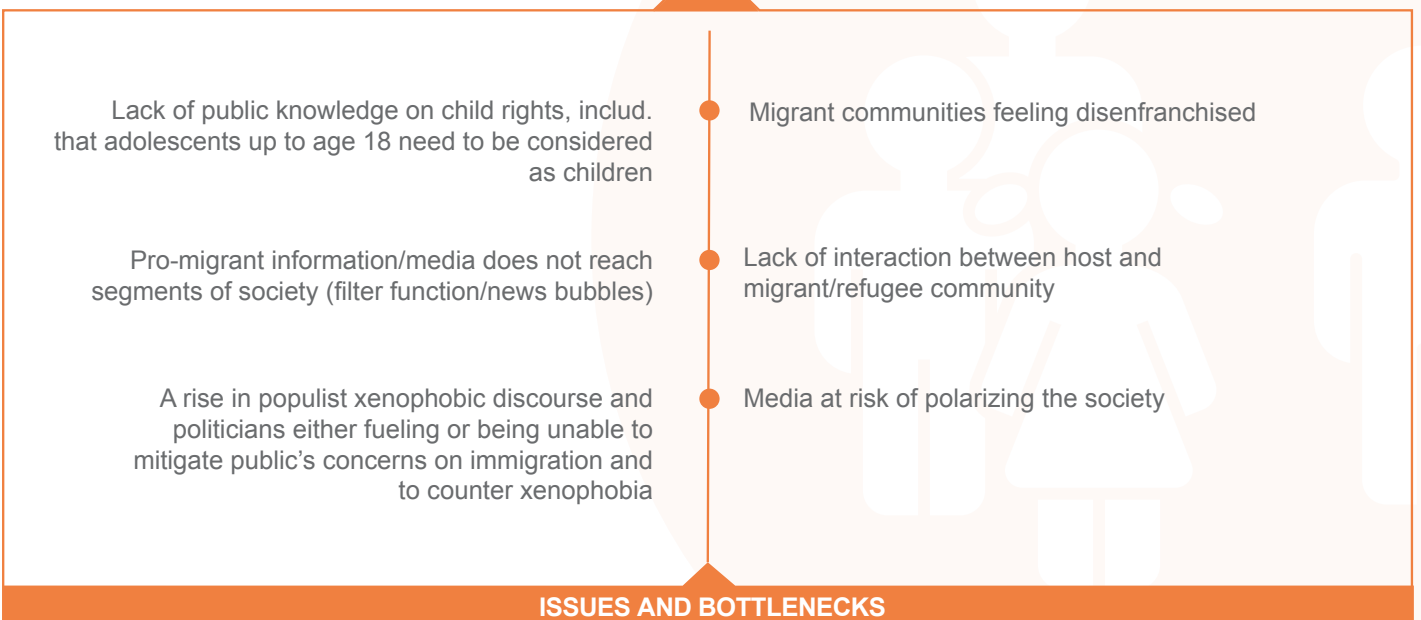 Lack of public knowledge on child rights, includ.
that adolescents up to age 18 need to be considered
as children
Migrant communities feeling disenfranchised
Pro-migrant information/media does not reach
segments of society (filter function/news bubbles)
Lack of interaction between host and
migrant/refugee community
A rise in populist xenophobic discourse and
politicians either fueling or being unable to
mitigate public’s concerns on immigration and
to counter xenophobia
Media at risk of polarizing the society
ISSUES AND BOTTLENECKS